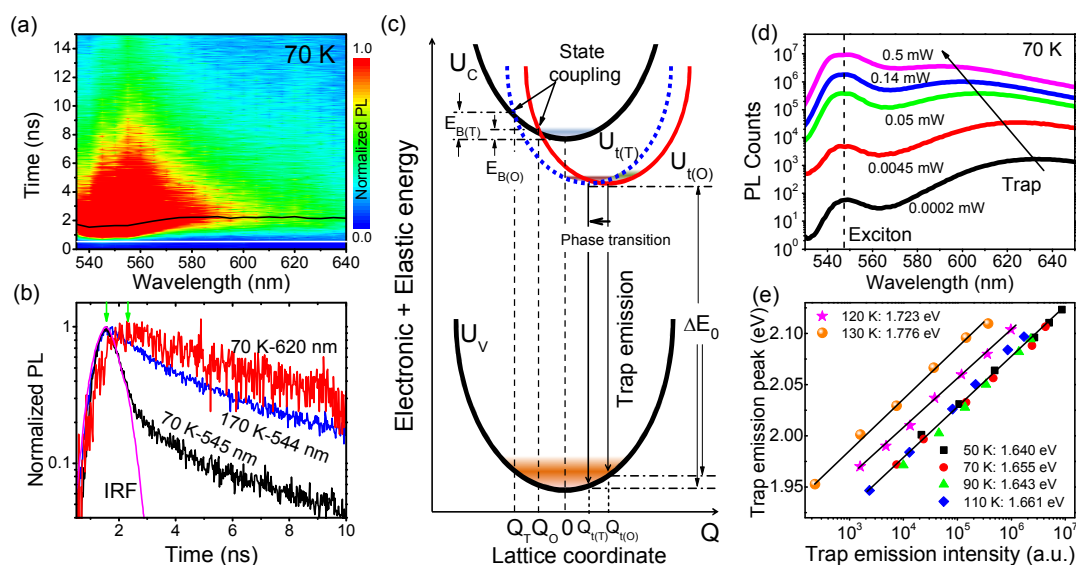 (a)
70 K
1.0
Normalized PL
0.0
14
12
10
8
6
4
2
0
Time (ns)
540 560 580 600 620 640
Wavelength (nm)
(b)
1
0.1
Normalized PL
70 K-620 nm
170 K-544 nm
70 K-545 nm
IRF
2 4 6 8 10
Time (ns)
(c)
State
coupling
U_C
E_B(T)
E_B(O)
U_t(T)
U_t(O)
Phase transition
Trap emission
ΔE_0
U_V
Electronic + Elastic energy
Q_T Q_O 0 Q_t(T) Q_t(O) Q
Lattice coordinate
(d)
70 K
10^7
10^6
10^5
10^4
10^3
10^2
10^1
10^0
PL Counts
0.5 mW
0.14 mW
0.05 mW
0.0045 mW
0.0002 mW
Trap
Exciton
540 560 580 600 620 640
Wavelength (nm)
(e)
120 K: 1.723 eV
130 K: 1.776 eV
2.10
2.05
2.00
1.95
Trap emission peak (eV)
50 K: 1.640 eV
70 K: 1.655 eV
90 K: 1.643 eV
110 K: 1.661 eV
10^3 10^4 10^5 10^6 10^7
Trap emission intensity (a.u.)